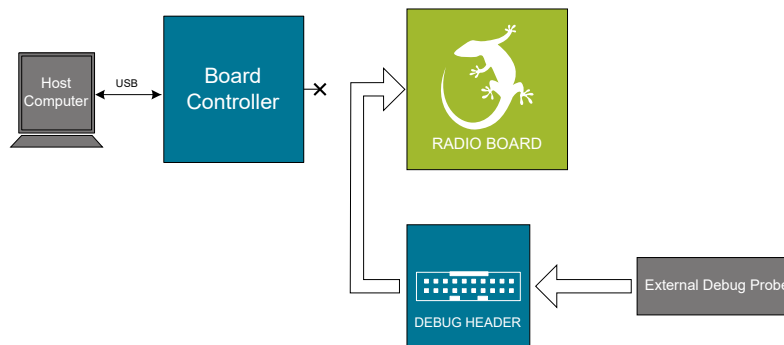 Host
Computer
USB
Board
Controller
RADIO BOARD
DEBUG HEADER
External Debug Probe